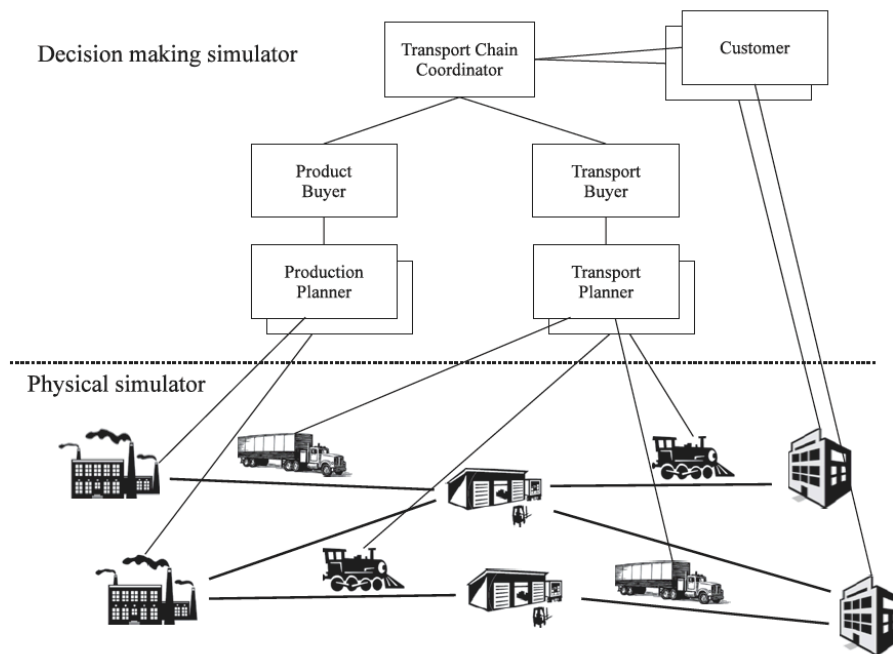 Decision making simulator
Transport Chain
Coordinator
Customer
Product
Buyer
Transport
Buyer
Production
Planner
Transport
Planner
Physical simulator